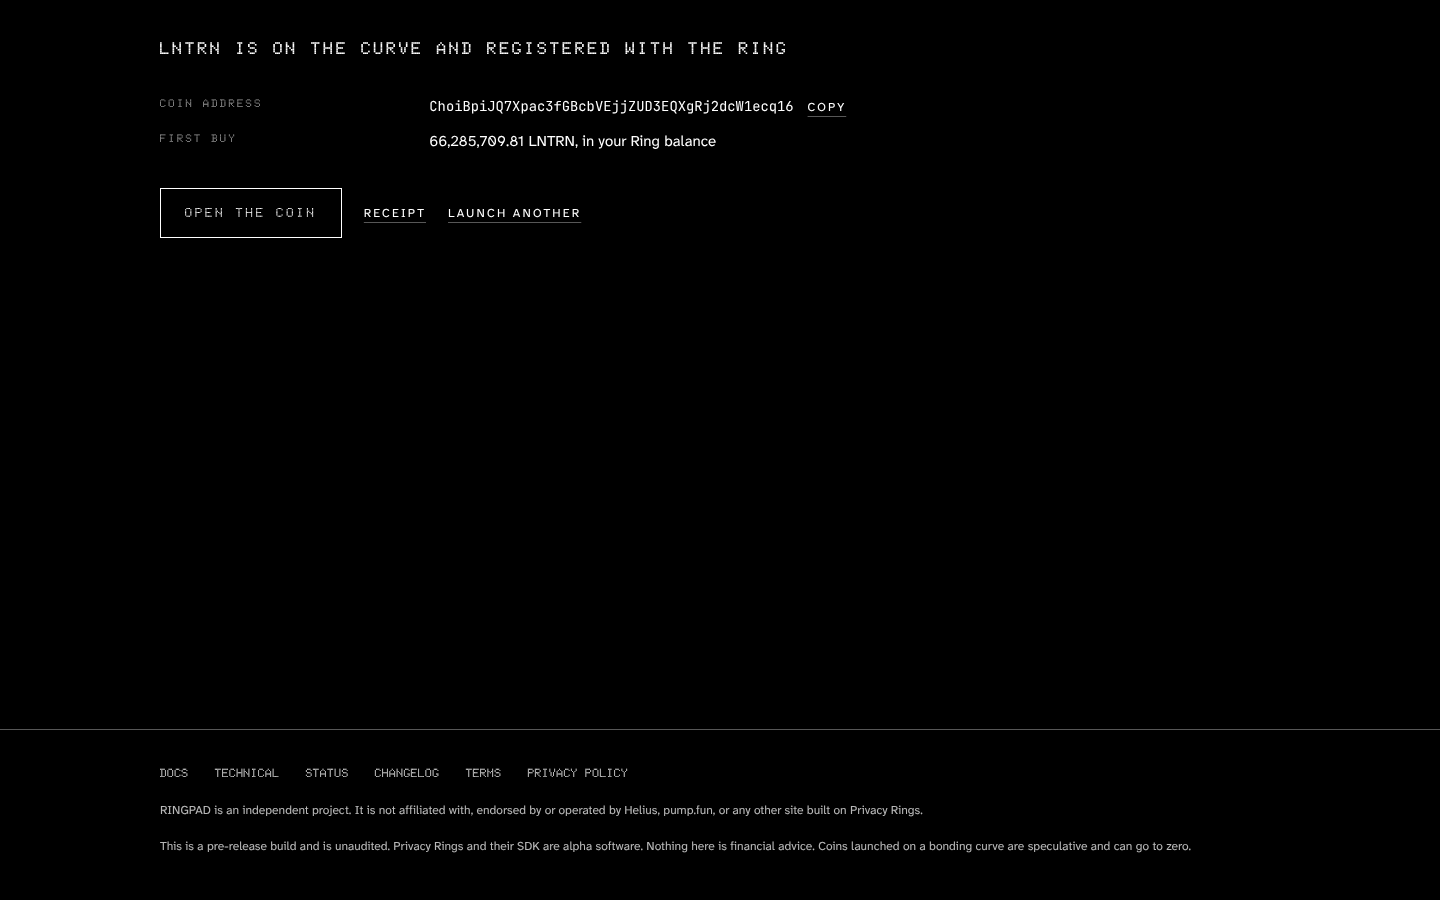 LNTRN IS ON THE CURVE AND REGISTERED WITH THE RING
COIN ADDRESS
ChoiBpiJQ7Xpac3fGBcbVEjjZUD3EQXgRj2dcW1ecq16 COPY
FIRST BUY
66,285,709.81 LNTRN, in your Ring balance
OPEN THE COIN RECEIPT LAUNCH ANOTHER
DOCS TECHNICAL STATUS CHANGELOG TERMS PRIVACY POLICY
RINGPAD is an independent project. It is not affiliated with, endorsed by or operated by Helius, pump.fun, or any other site built on Privacy Rings.
This is a pre-release build and is unaudited. Privacy Rings and their SDK are alpha software. Nothing here is financial advice. Coins launched on a bonding curve are speculative and can go to zero.